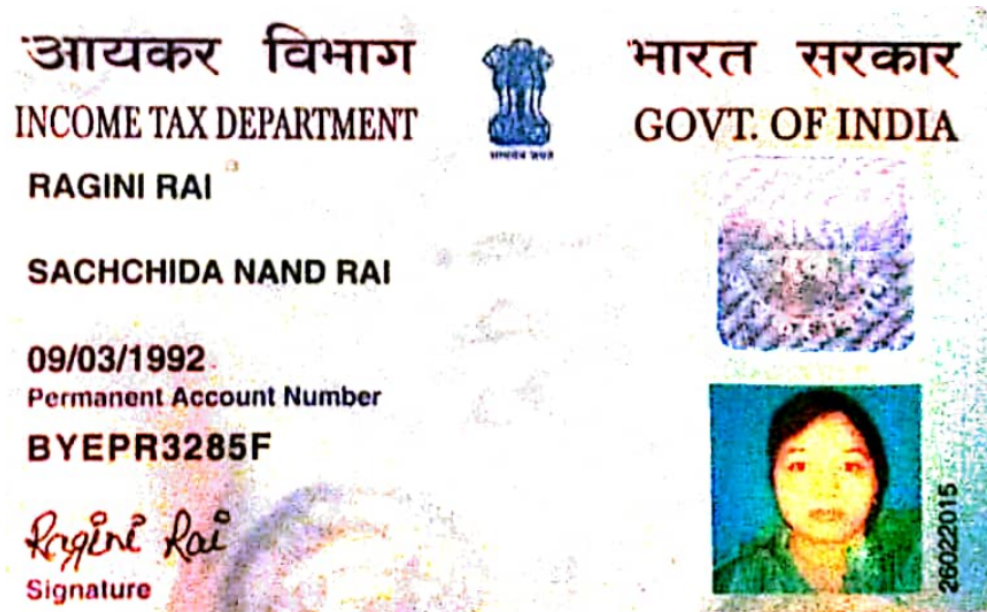 आयकर विभाग
INCOME TAX DEPARTMENT
भारत सरकार
GOVT. OF INDIA
RAGINI RAI
SACHCHIDA NAND RAI
09/03/1992
Permanent Account Number
BYEPR3285F
Ragini Rai
Signature
26022015